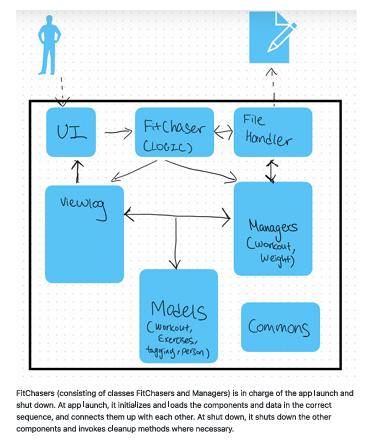 UI
FitChaser
(LOGIC)
File
Handler
Viewlog
Managers
(Workout,
Weight)
Models
(Workout,
Exercises,
tagging, person)
Commons
FitChasers (consisting of classes FitChasers and Managers) is in charge of the app launch and
shut down. At app launch, it initializes and loads the components and data in the correct
sequence, and connects them up with each other. At shut down, it shuts down the other
components and invokes cleanup methods where necessary.